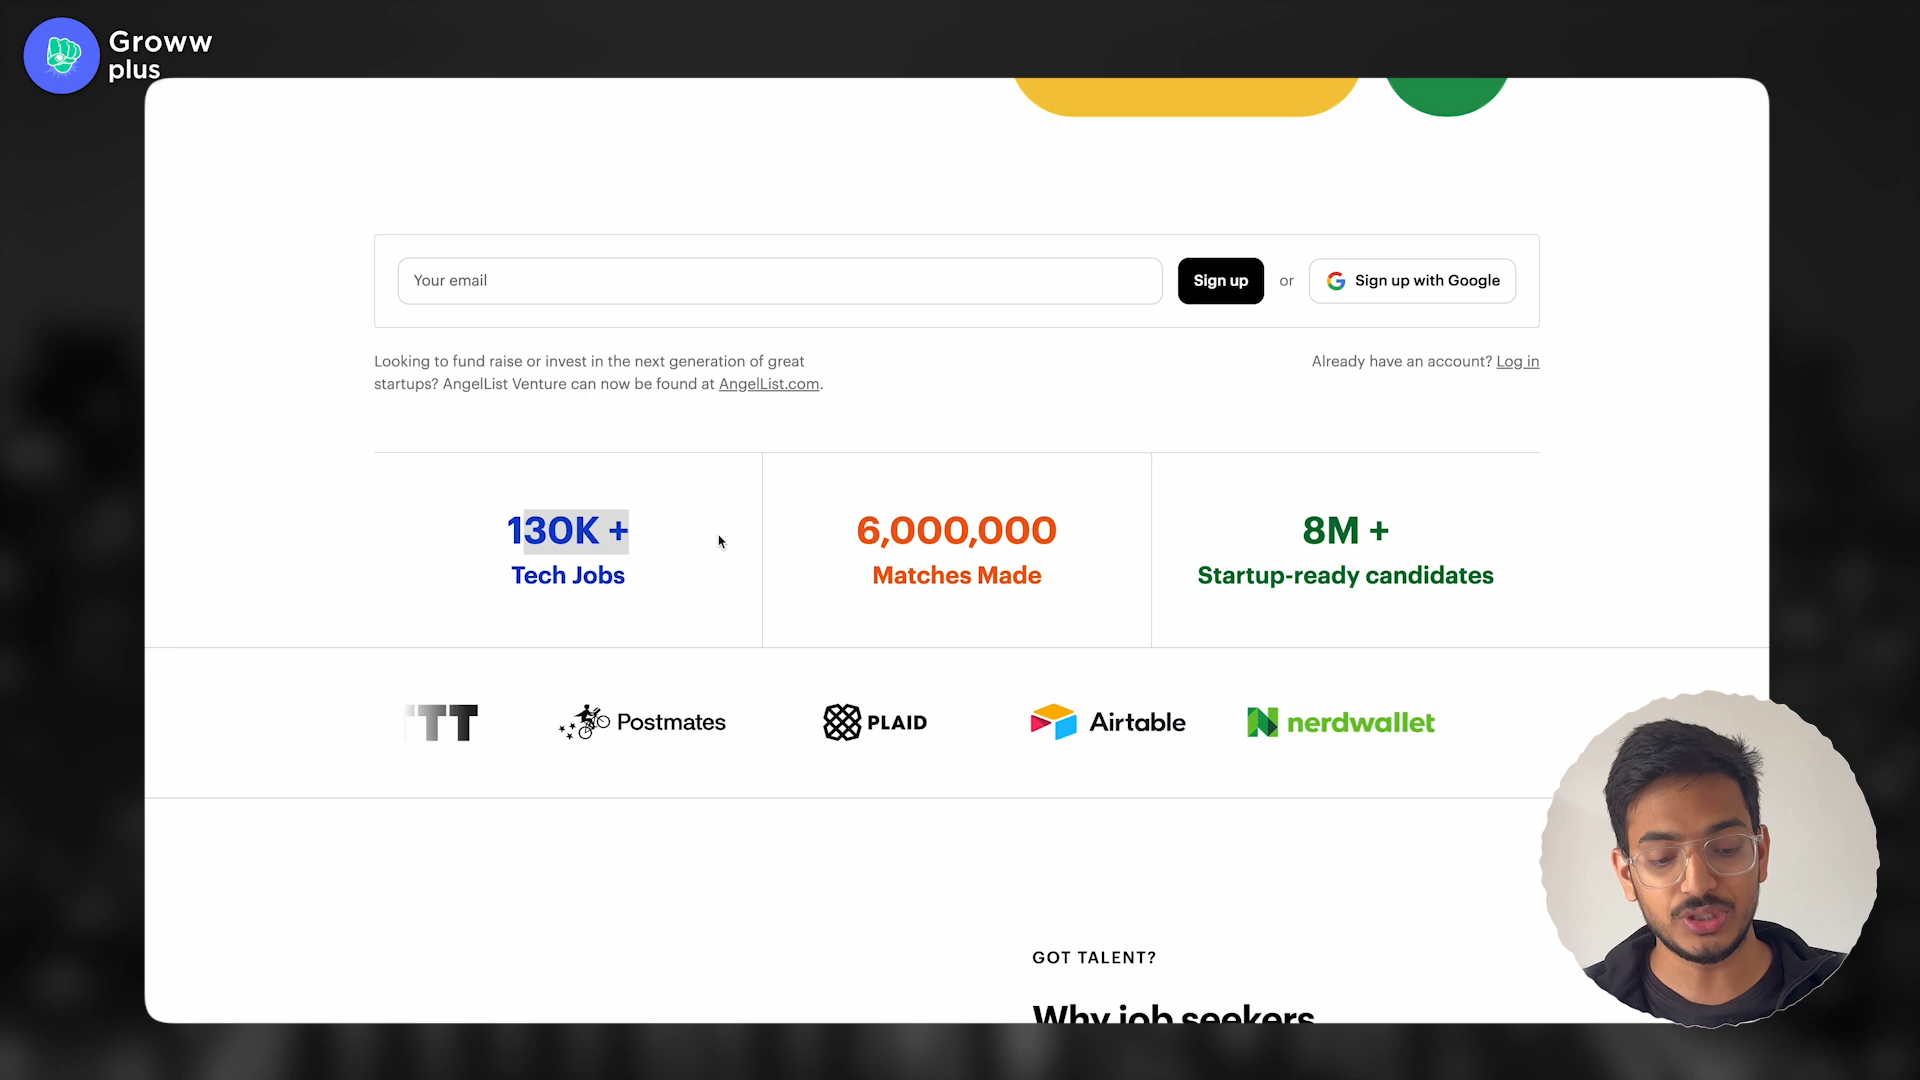 Groww
plus
Your email
Sign up
or
Sign up with Google
Looking to fund raise or invest in the next generation of great
startups? AngelList Venture can now be found at AngelList.com.
Already have an account? Log in
130K +
Tech Jobs
6,000,000
Matches Made
8M +
Startup-ready candidates
Postmates
PLAID
Airtable
nerdwallet
GOT TALENT?
Why job seekers